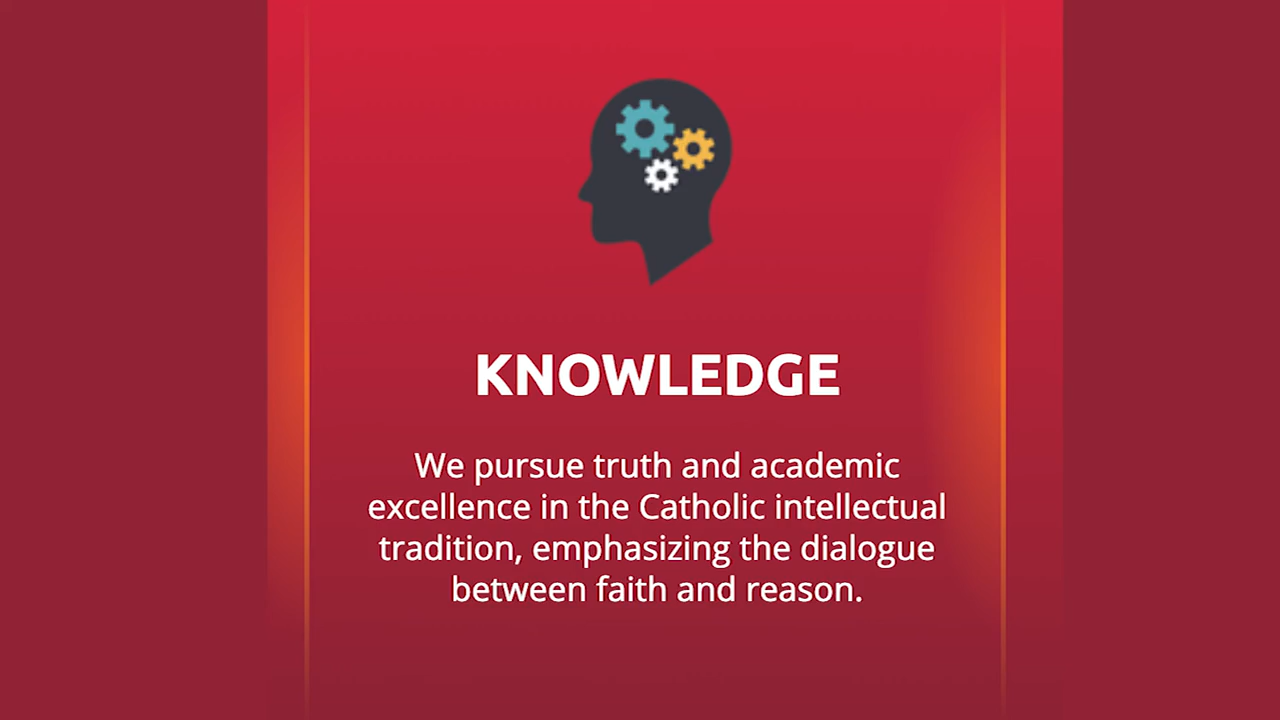 KNOWLEDGE
We pursue truth and academic
excellence in the Catholic intellectual
tradition, emphasizing the dialogue
between faith and reason.